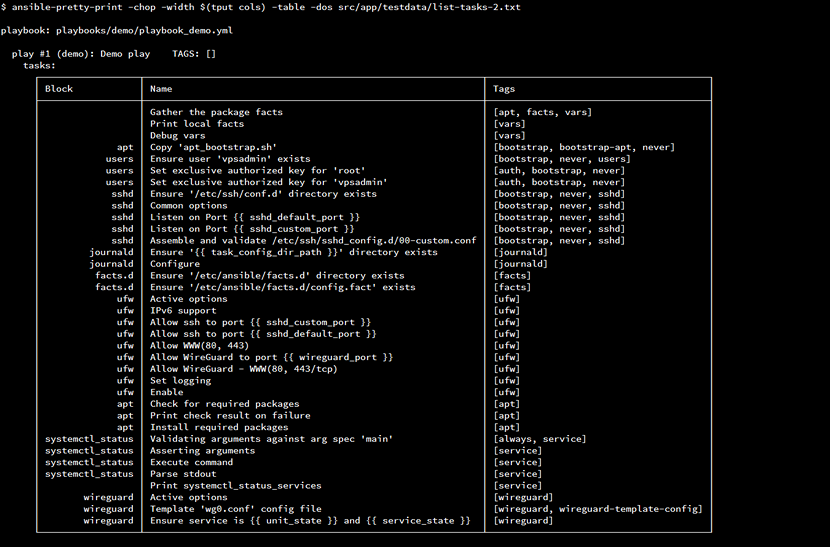 $ ansible-pretty-print -chop -width $(tput cols) -table -dos src/app/testdata/list-tasks-2.txt
playbook: playbooks/demo/playbook_demo.yml
play #1 (demo): Demo play TAGS: []
tasks:
Block Name Tags
Gather the package facts [apt, facts, vars]
Print local facts [vars]
Debug vars [vars]
apt Copy 'apt_bootstrap.sh' [bootstrap, bootstrap-apt, never]
users Ensure user 'vpsadmin' exists [bootstrap, never, users]
users Set exclusive authorized key for 'root' [auth, bootstrap, never]
users Set exclusive authorized key for 'vpsadmin' [auth, bootstrap, never]
sshd Ensure '/etc/ssh/conf.d' directory exists [bootstrap, never, sshd]
sshd Common options [bootstrap, never, sshd]
sshd Listen on Port {{ sshd_default_port }} [bootstrap, never, sshd]
sshd Listen on Port {{ sshd_custom_port }} [bootstrap, never, sshd]
sshd Assemble and validate /etc/ssh/sshd_config.d/00-custom.conf [bootstrap, never, sshd]
journald Ensure '{{ task_config_dir_path }}' directory exists [journald]
journald Configure [journald]
facts.d Ensure '/etc/ansible/facts.d' directory exists [facts]
facts.d Ensure '/etc/ansible/facts.d/config.fact' exists [facts]
ufw Active options [ufw]
ufw IPv6 support [ufw]
ufw Allow ssh to port {{ sshd_custom_port }} [ufw]
ufw Allow ssh to port {{ sshd_default_port }} [ufw]
ufw Allow WWW(80, 443) [ufw]
ufw Allow WireGuard to port {{ wireguard_port }} [ufw]
ufw Allow WireGuard - WWW(80, 443/tcp) [ufw]
ufw Set logging [ufw]
ufw Enable [ufw]
apt Check for required packages [apt]
apt Print check result on failure [apt]
apt Install required packages [apt]
systemctl_status Validating arguments against arg spec 'main' [always, service]
systemctl_status Asserting arguments [service]
systemctl_status Execute command [service]
systemctl_status Parse stdout [service]
Print systemctl_status_services [service]
wireguard Active options [wireguard]
wireguard Template 'wg0.conf' config file [wireguard, wireguard-template-config]
wireguard Ensure service is {{ unit_state }} and {{ service_state }} [wireguard]